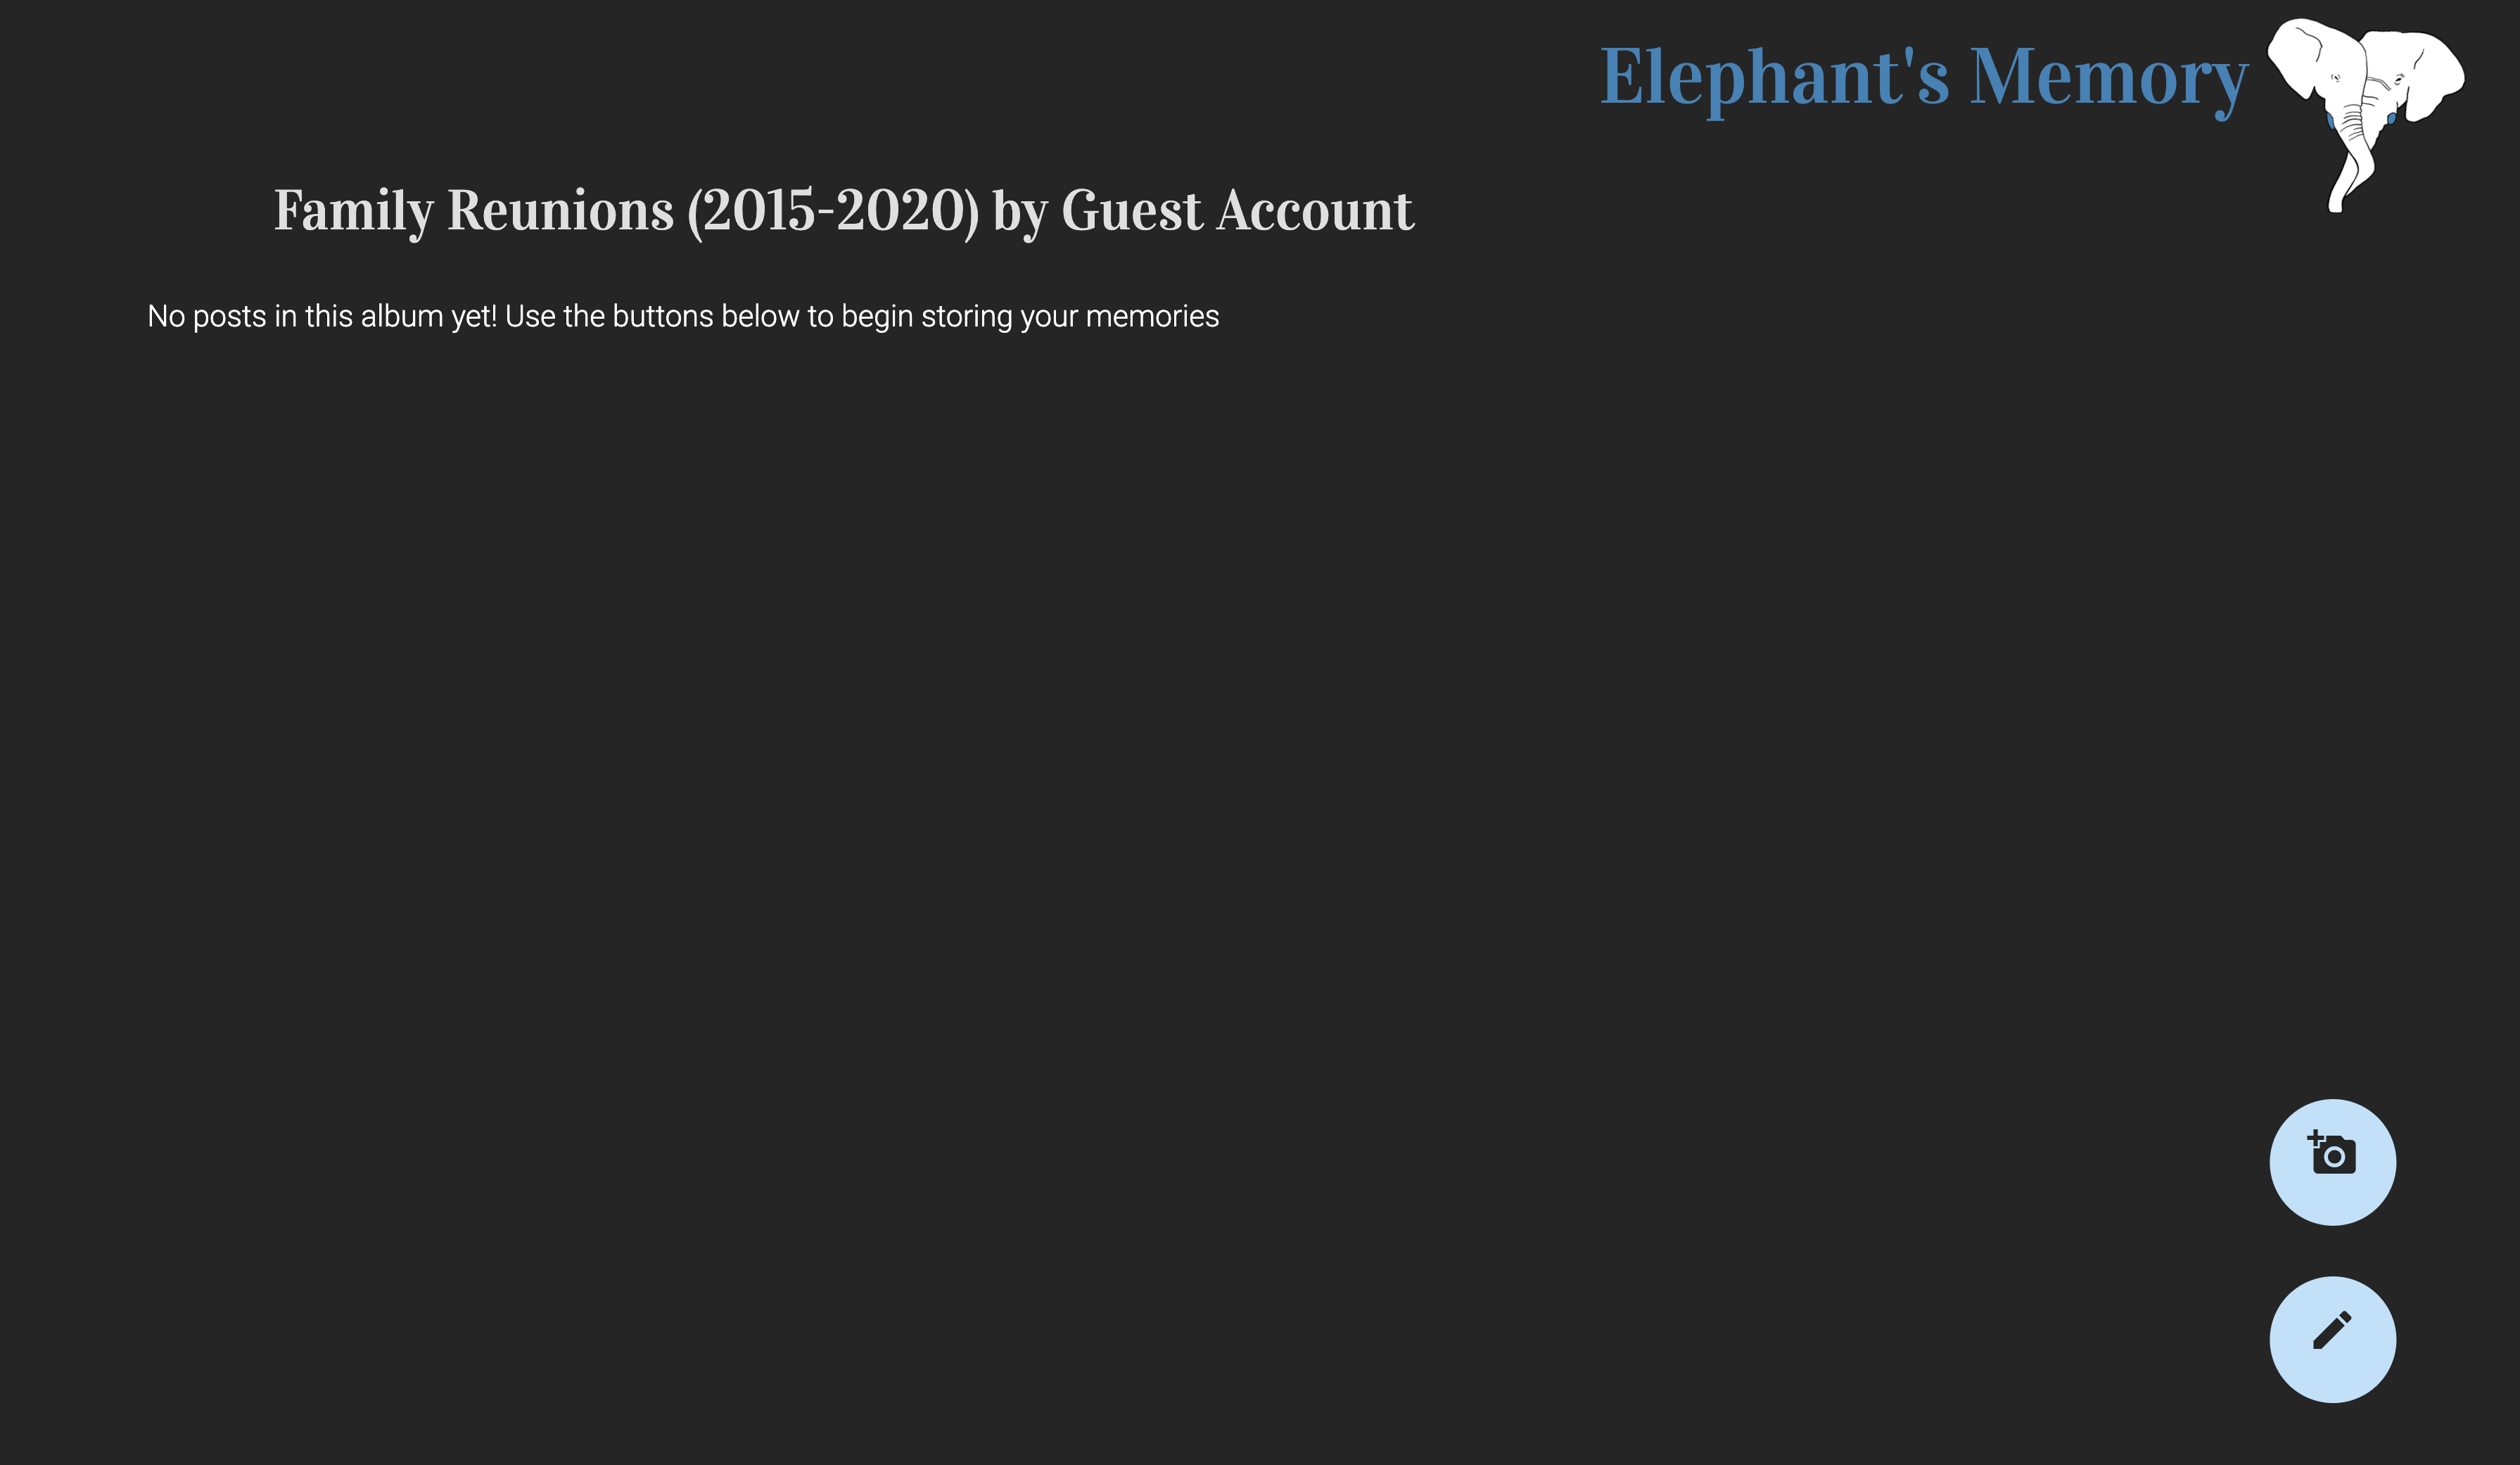 Elephant's Memory
Family Reunions (2015-2020) by Guest Account
No posts in this album yet! Use the buttons below to begin storing your memories